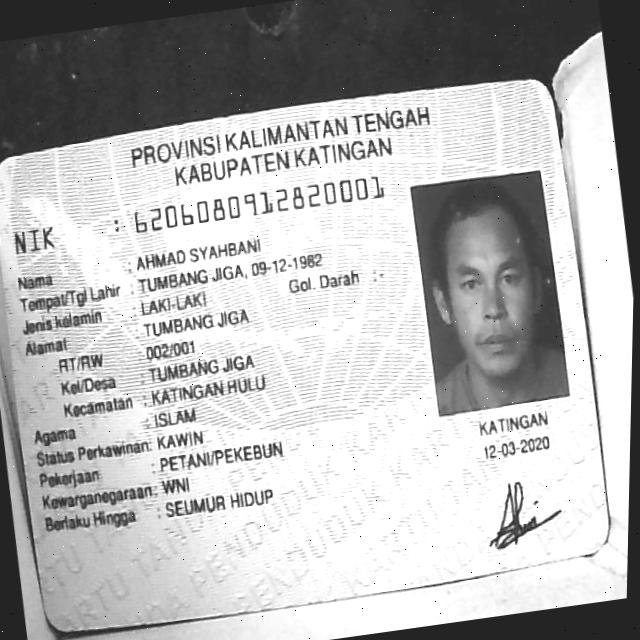 PROVINSI KALIMANTAN TENGAH
KABUPATEN KATINGAN
NIK : 6206080912820001
Nama : AHMAD SYAHBANI
Tempat/Tgl Lahir : TUMBANG JIGA, 09-12-1982
Jenis kelamin : LAKI-LAKI Gol. Darah : -
Alamat : TUMBANG JIGA
RT/RW : 002/001
Kel/Desa : TUMBANG JIGA
Kecamatan : KATINGAN HULU
Agama : ISLAM
Status Perkawinan: KAWIN
Pekerjaan : PETANI/PEKEBUN
Kewarganegaraan: WNI
Berlaku Hingga : SEUMUR HIDUP
KATINGAN
12-03-2020